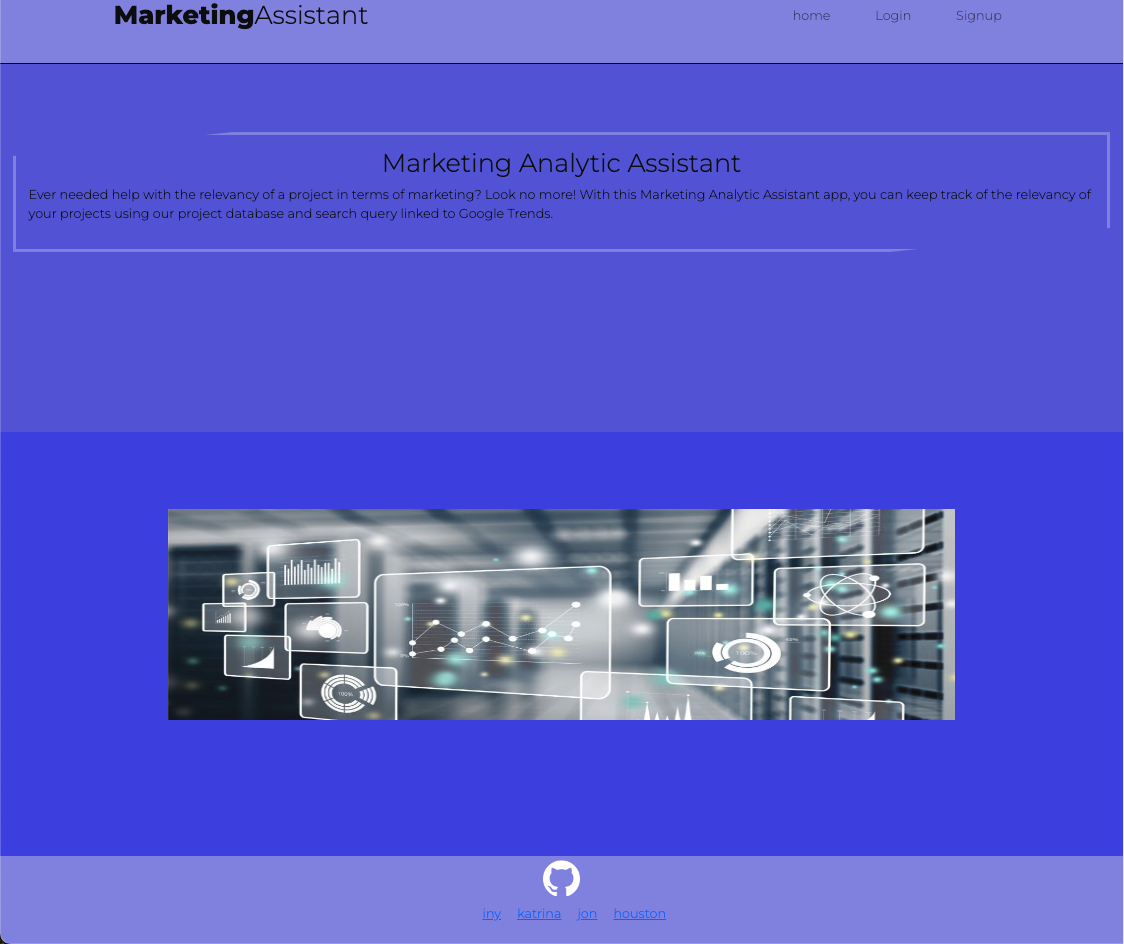 MarketingAssistant
home Login Signup
Marketing Analytic Assistant
Ever needed help with the relevancy of a project in terms of marketing? Look no more! With this Marketing Analytic Assistant app, you can keep track of the relevancy of
your projects using our project database and search query linked to Google Trends.
100%
100%
iny katrina jon houston